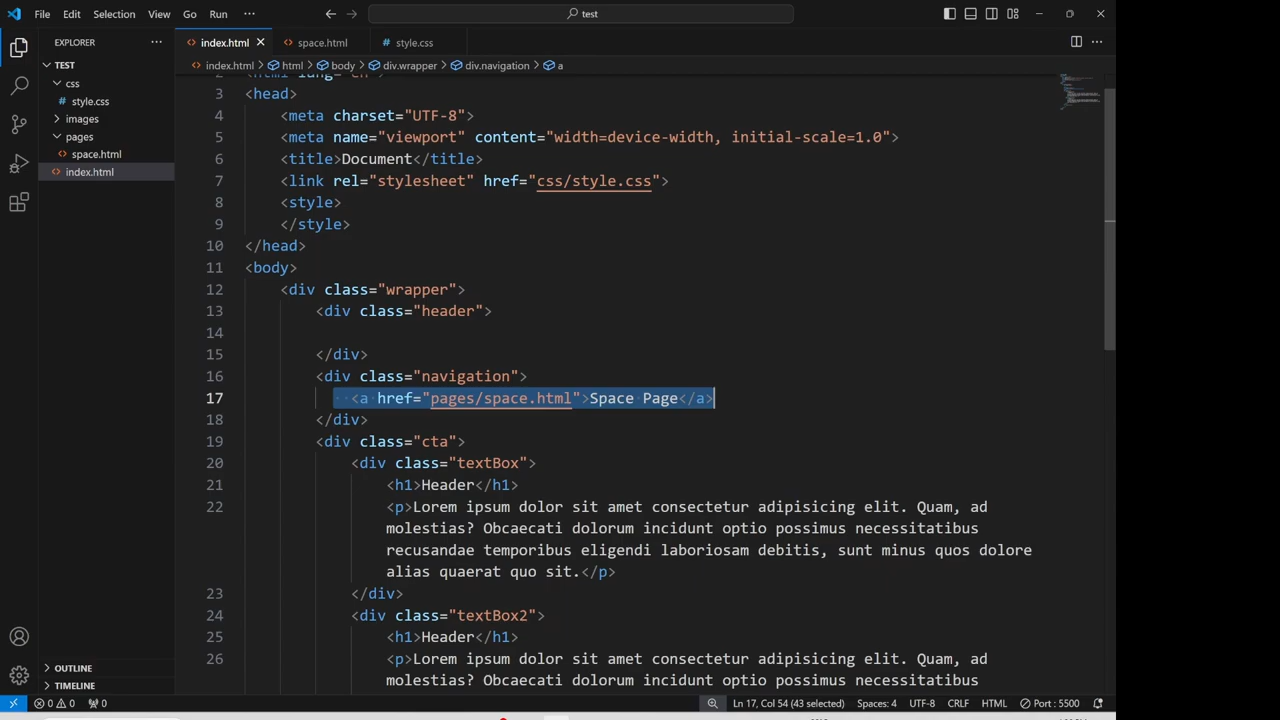 File Edit Selection View Go Run ··· test
EXPLORER ···
index.html space.html style.css
TEST
css
style.css
images
pages
space.html
index.html
index.html > html > body > div.wrapper > div.navigation > a
3 <head>
4 <meta charset="UTF-8">
5 <meta name="viewport" content="width=device-width, initial-scale=1.0">
6 <title>Document</title>
7 <link rel="stylesheet" href="css/style.css">
8 <style>
9 </style>
10 </head>
11 <body>
12 <div class="wrapper">
13 <div class="header">
14
15 </div>
16 <div class="navigation">
17 <a href="pages/space.html">Space Page</a>
18 </div>
19 <div class="cta">
20 <div class="textBox">
21 <h1>Header</h1>
22 <p>Lorem ipsum dolor sit amet consectetur adipisicing elit. Quam, ad
molestias? Obcaecati dolorum incidunt optio possimus necessitatibus
recusandae temporibus eligendi laboriosam debitis, sunt minus quos dolore
alias quaerat quo sit.</p>
23 </div>
24 <div class="textBox2">
25 <h1>Header</h1>
26 <p>Lorem ipsum dolor sit amet consectetur adipisicing elit. Quam, ad
molestias? Obcaecati dolorum incidunt optio possimus necessitatibus
OUTLINE
TIMELINE
0 0 0 Ln 17, Col 54 (43 selected) Spaces: 4 UTF-8 CRLF HTML Port : 5500